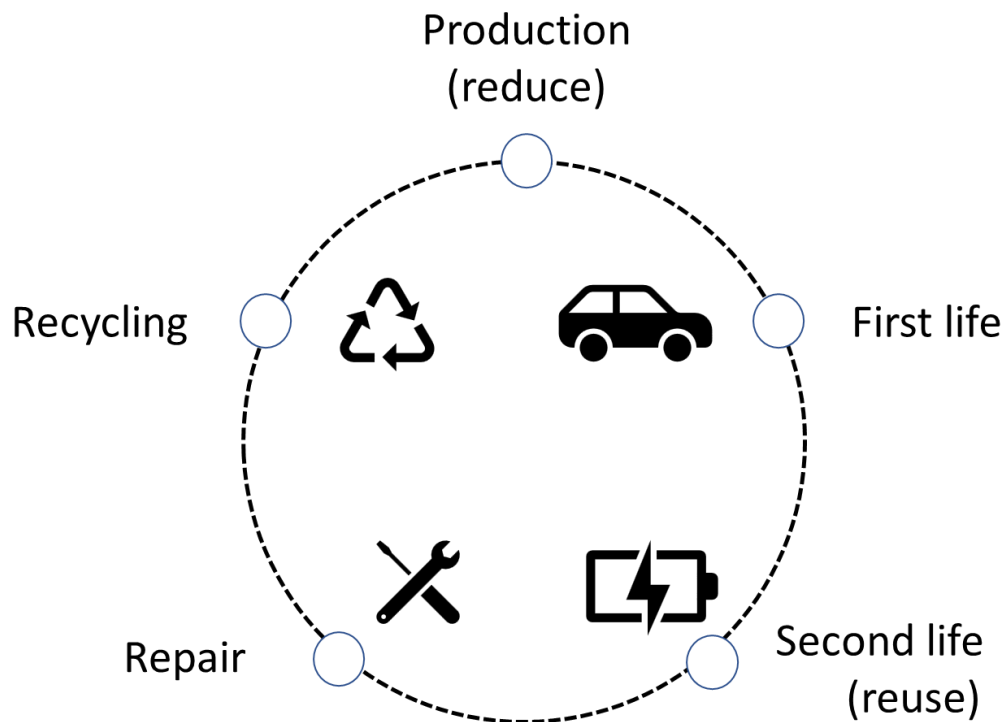 Production
(reduce)
Recycling
First life
Repair
Second life
(reuse)